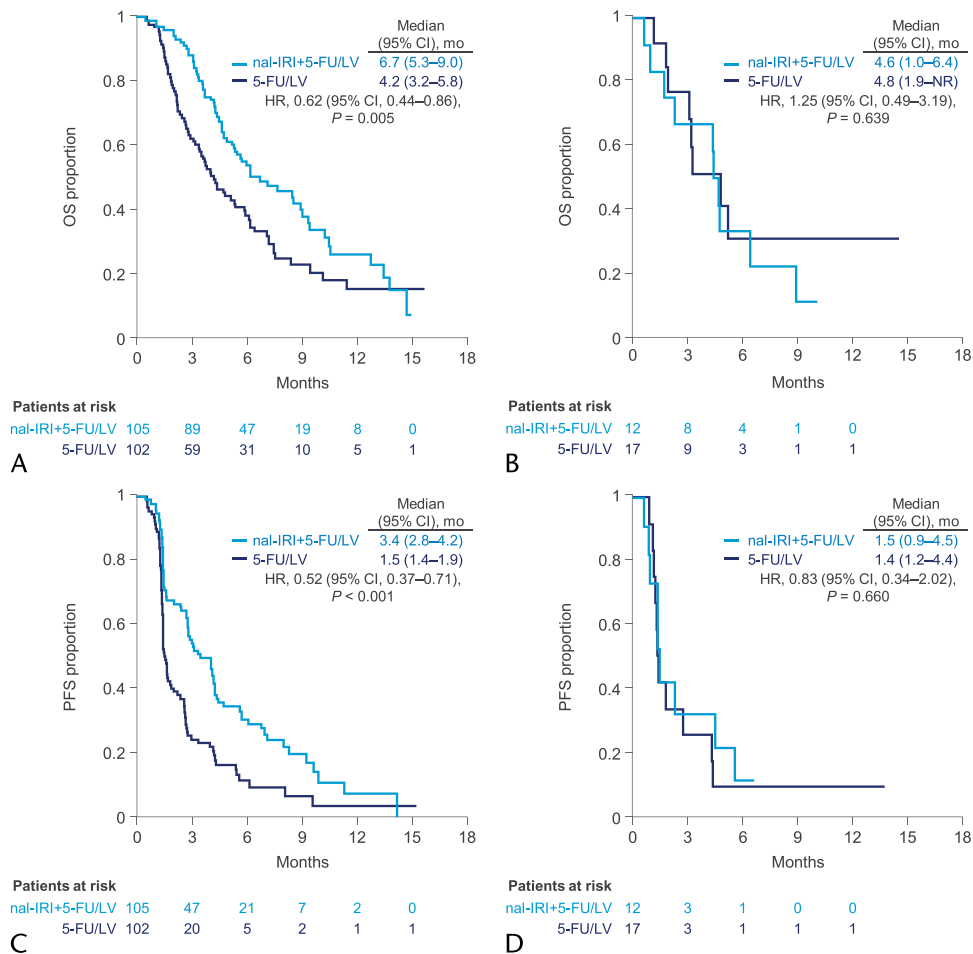 Median
(95% CI), mo
nal-IRI+5-FU/LV 6.7 (5.3–9.0)
5-FU/LV 4.2 (3.2–5.8)
HR, 0.62 (95% CI, 0.44–0.86),
P = 0.005
1
0.8
0.6
0.4
0.2
0
OS proportion
0 3 6 9 12 15 18
Months
Patients at risk
nal-IRI+5-FU/LV 105 89 47 19 8 0
5-FU/LV 102 59 31 10 5 1
A
Median
(95% CI), mo
nal-IRI+5-FU/LV 4.6 (1.0–6.4)
5-FU/LV 4.8 (1.9–NR)
HR, 1.25 (95% CI, 0.49–3.19),
P = 0.639
1
0.8
0.6
0.4
0.2
0
OS proportion
0 3 6 9 12 15 18
Months
Patients at risk
nal-IRI+5-FU/LV 12 8 4 1 0
5-FU/LV 17 9 3 1 1
B
Median
(95% CI), mo
nal-IRI+5-FU/LV 3.4 (2.8–4.2)
5-FU/LV 1.5 (1.4–1.9)
HR, 0.52 (95% CI, 0.37–0.71),
P < 0.001
1
0.8
0.6
0.4
0.2
0
PFS proportion
0 3 6 9 12 15 18
Months
Patients at risk
nal-IRI+5-FU/LV 105 47 21 7 2 0
5-FU/LV 102 20 5 2 1 1
C
Median
(95% CI), mo
nal-IRI+5-FU/LV 1.5 (0.9–4.5)
5-FU/LV 1.4 (1.2–4.4)
HR, 0.83 (95% CI, 0.34–2.02),
P = 0.660
1
0.8
0.6
0.4
0.2
0
PFS proportion
0 3 6 9 12 15 18
Months
Patients at risk
nal-IRI+5-FU/LV 12 3 1 0 0
5-FU/LV 17 3 1 1 1 1
D